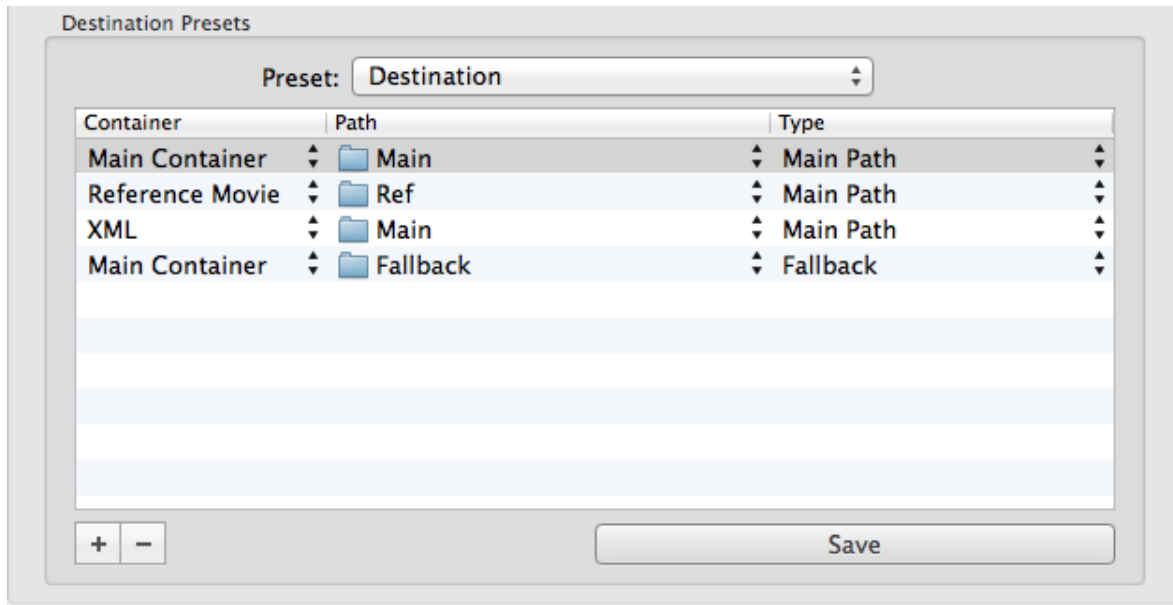 Destination Presets
Preset: Destination
Container Path Type
Main Container Main Main Path
Reference Movie Ref Main Path
XML Main Main Path
Main Container Fallback Fallback
+ − Save